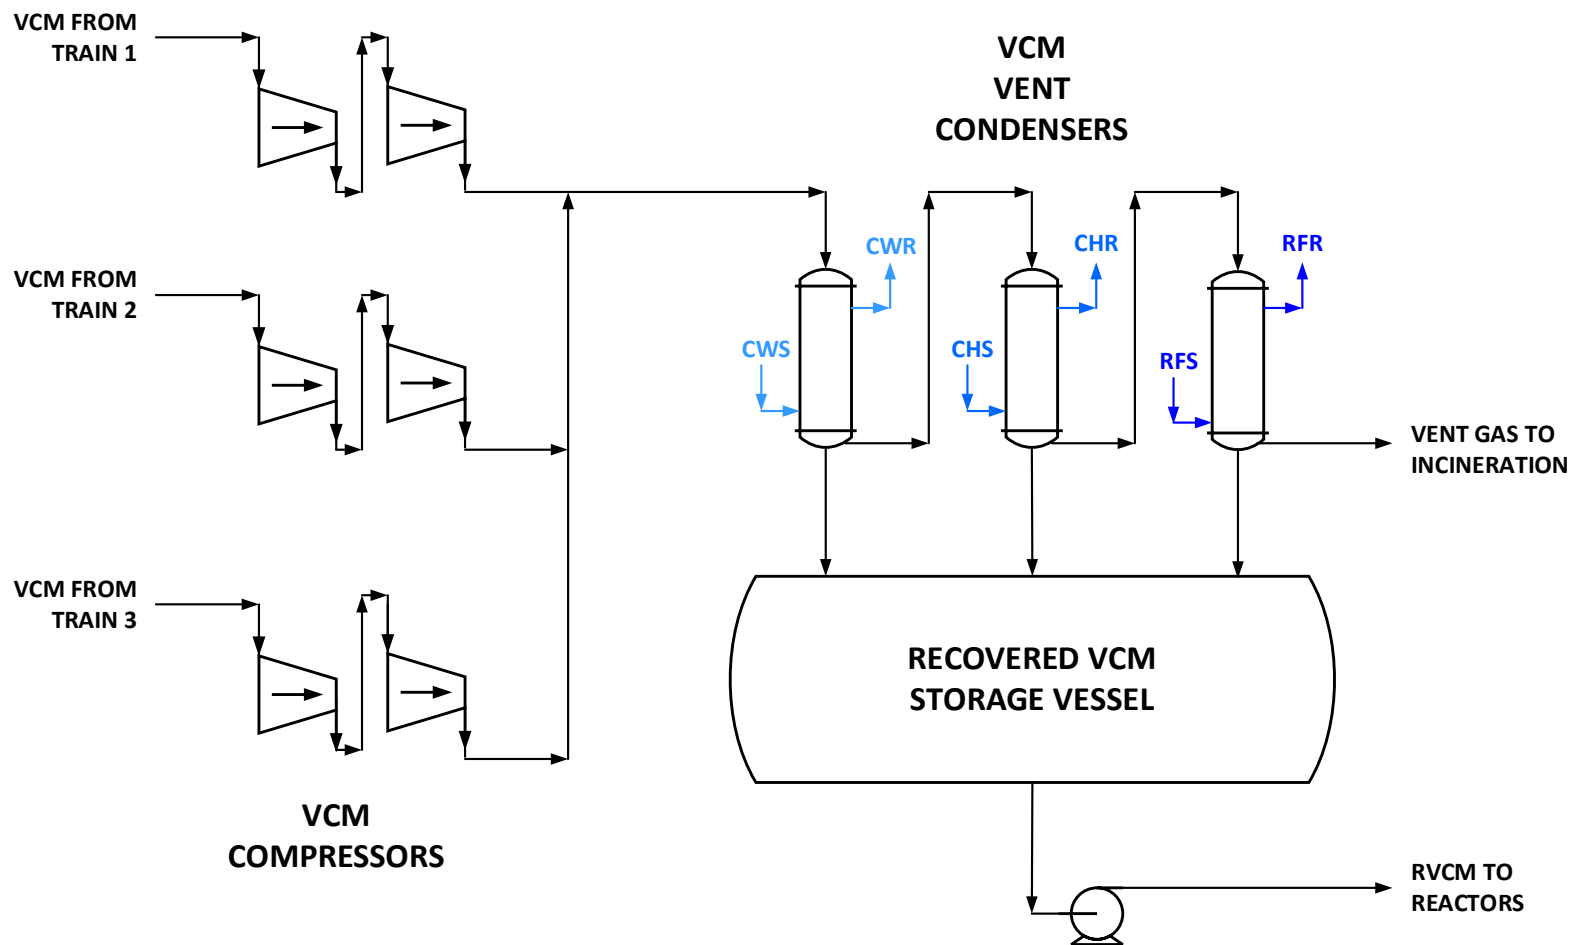 VCM FROM
TRAIN 1
VCM
VENT
CONDENSERS
CWR
CHR
RFR
VCM FROM
TRAIN 2
CWS
CHS
RFS
VENT GAS TO
INCINERATION
VCM FROM
TRAIN 3
RECOVERED VCM
STORAGE VESSEL
VCM
COMPRESSORS
RVCM TO
REACTORS